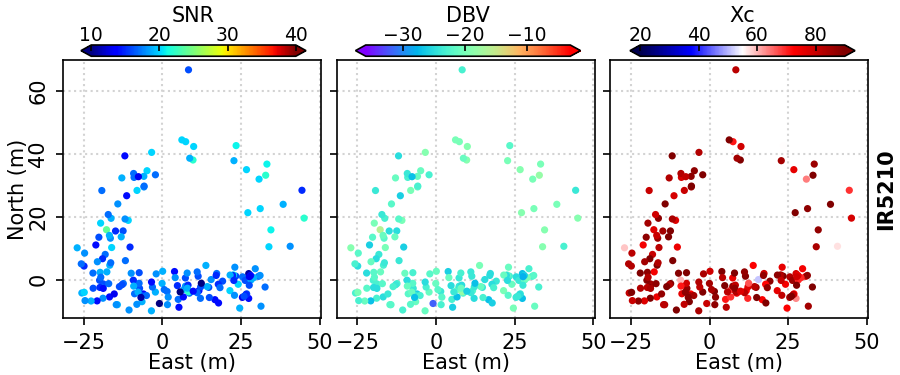 SNR DBV Xc
10 20 30 40 −30 −20 −10 20 40 60 80
60
40
20
0
North (m)
IR5210
−25 0 25 50 −25 0 25 50 −25 0 25 50
East (m) East (m) East (m)